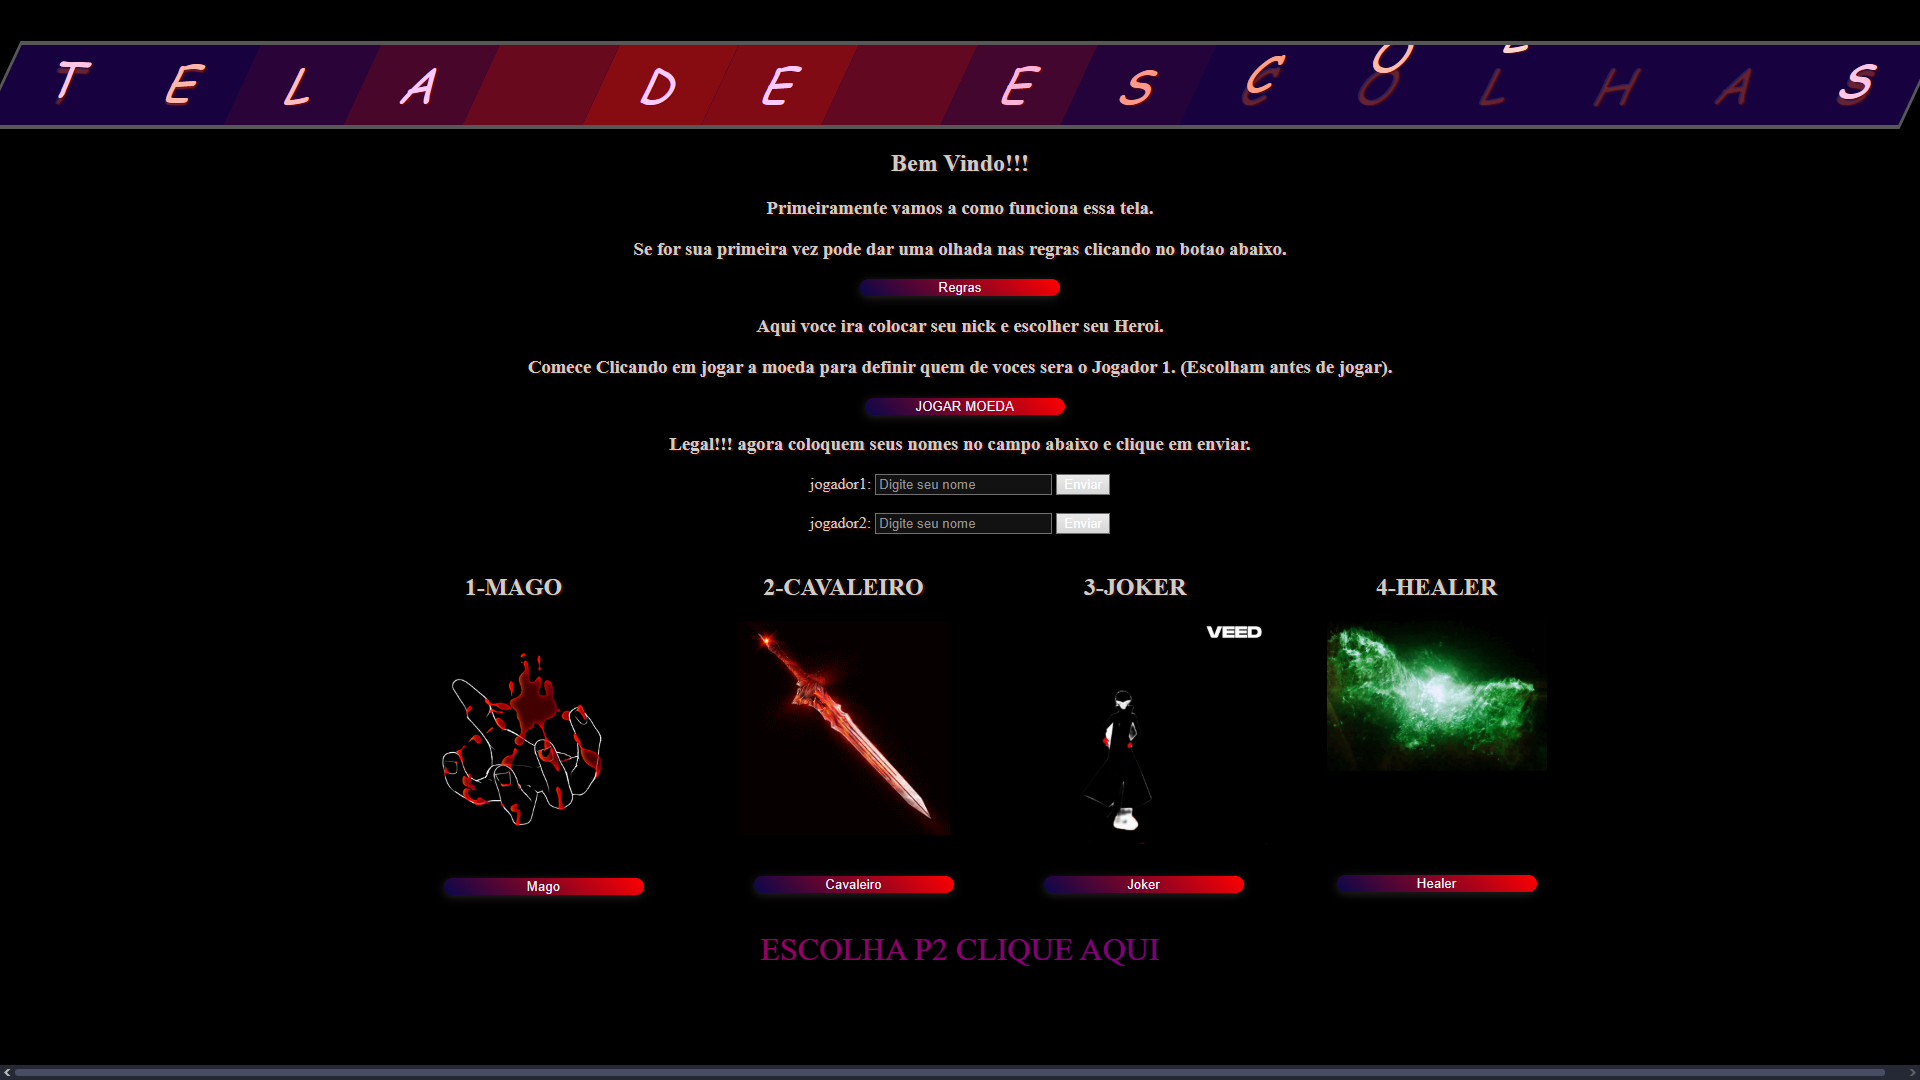 TELA DE ESCOLHAS
Bem Vindo!!!
Primeiramente vamos a como funciona essa tela.
Se for sua primeira vez pode dar uma olhada nas regras clicando no botao abaixo.
Regras
Aqui voce ira colocar seu nick e escolher seu Heroi.
Comece Clicando em jogar a moeda para definir quem de voces sera o Jogador 1. (Escolham antes de jogar).
JOGAR MOEDA
Legal!!! agora coloquem seus nomes no campo abaixo e clique em enviar.
jogador1: Digite seu nome Enviar
jogador2: Digite seu nome Enviar
1-MAGO 2-CAVALEIRO 3-JOKER 4-HEALER
VEED
Mago Cavaleiro Joker Healer
ESCOLHA P2 CLIQUE AQUI